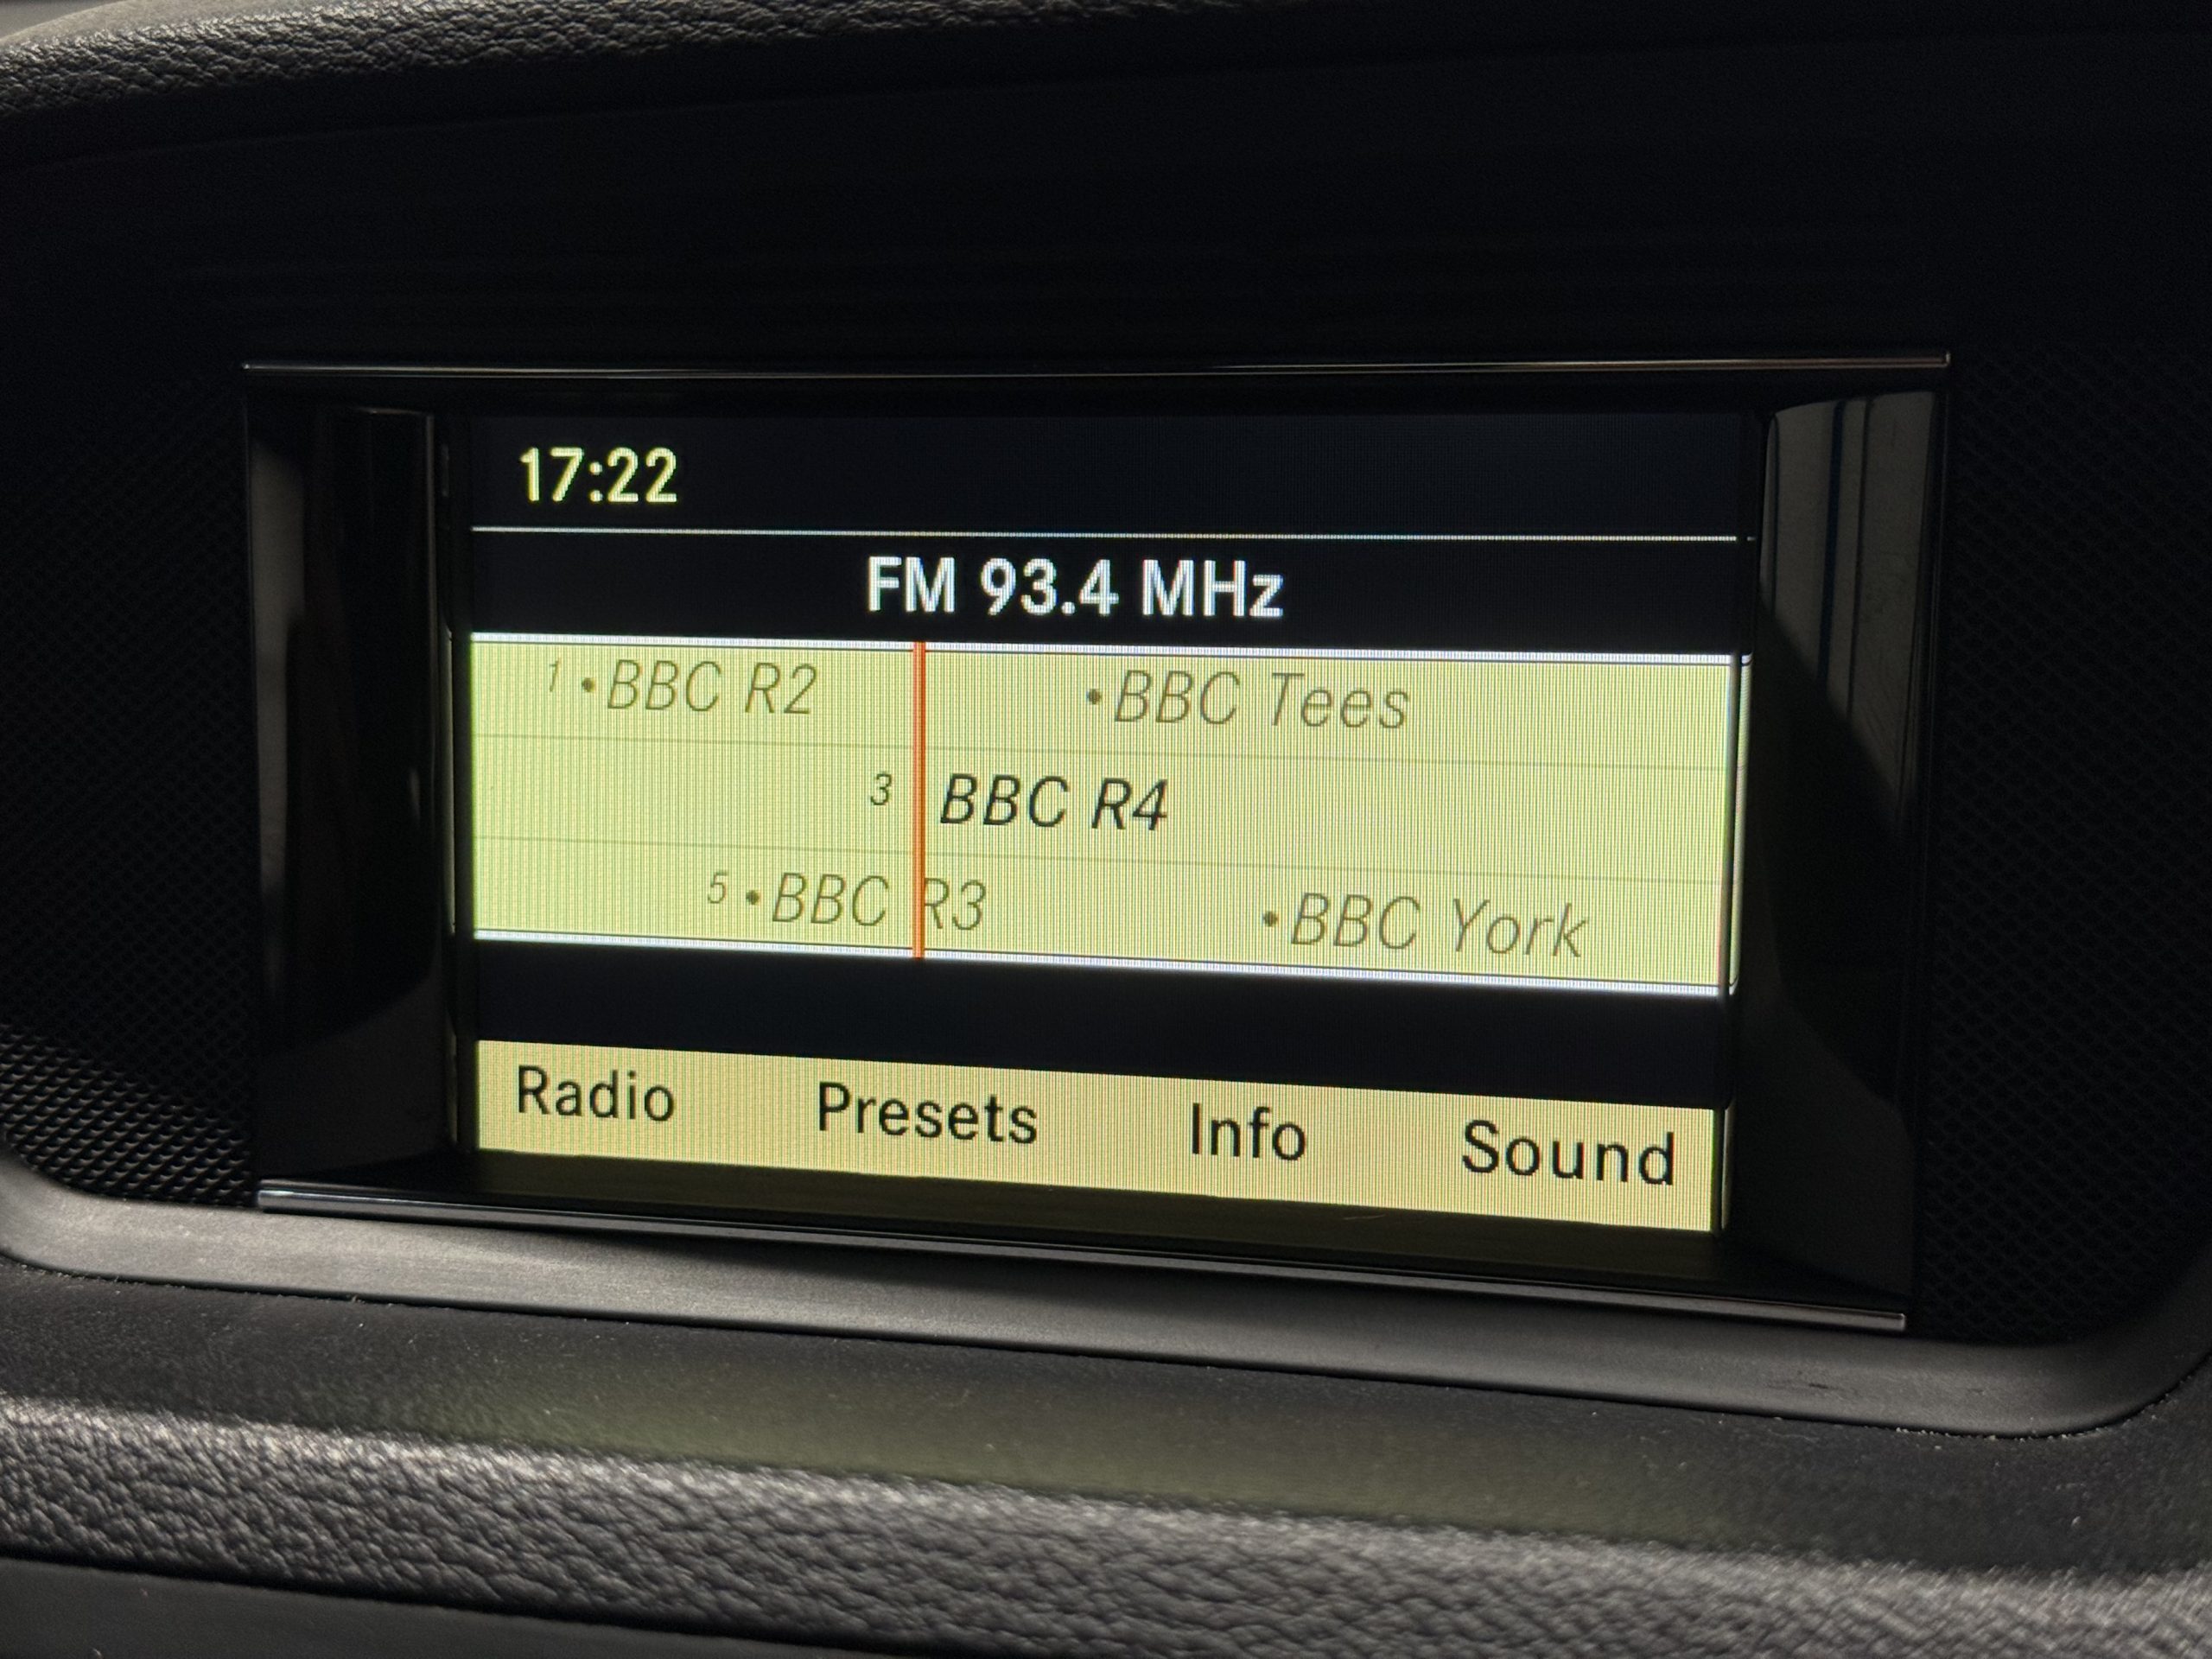 17:22
FM 93.4 MHz
1 •BBC R2 •BBC Tees
3 BBC R4
5 •BBC R3 •BBC York
Radio Presets Info Sound